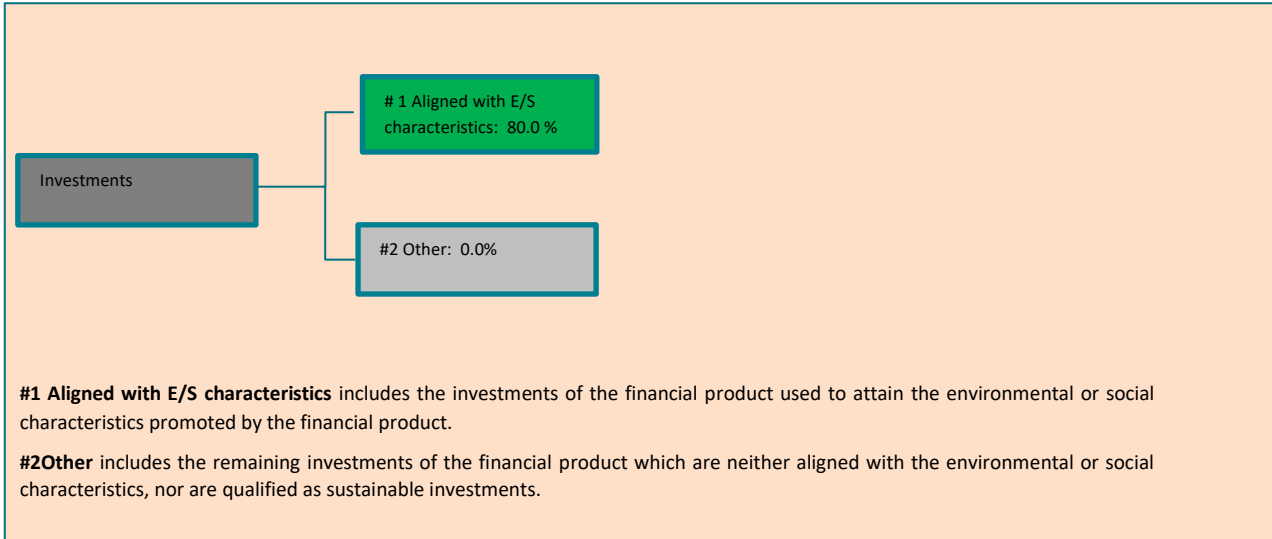 # 1 Aligned with E/S
characteristics:  80.0 %
Investments
#2 Other:  0.0%
#1 Aligned with E/S characteristics includes the investments of the financial product used to attain the environmental or social
characteristics promoted by the financial product.
#2Other includes the remaining investments of the financial product which are neither aligned with the environmental or social
characteristics, nor are qualified as sustainable investments.